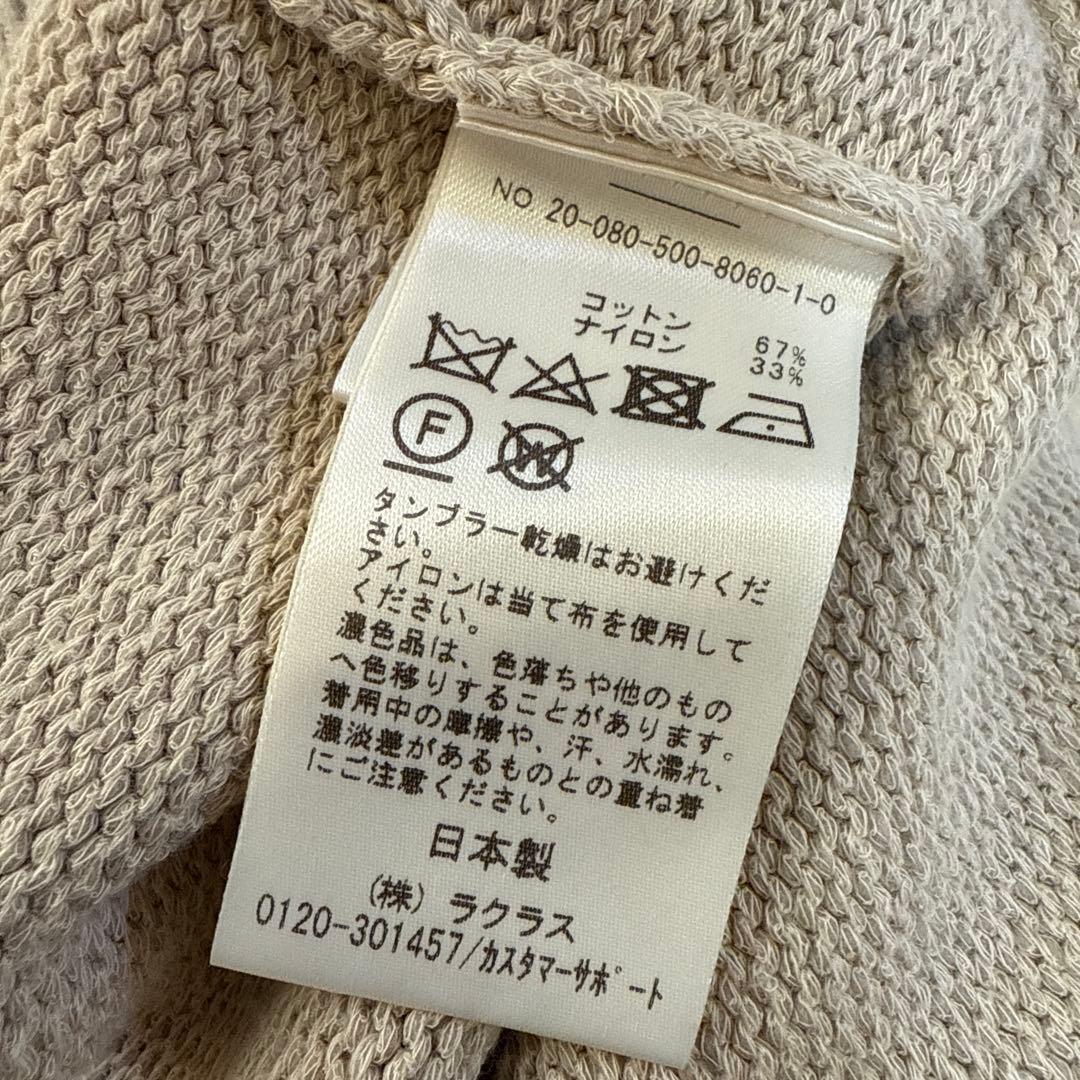 NO 20-080-500-8060-1-0
コットン 67%
ナイロン 33%
F
W
タンブラー乾燥はお避けくだ
さい。
アイロンは当て布を使用して
ください。
濃色品は、色落ちや他のもの
へ色移りすることがあります。
着用中の摩擦や、汗、水濡れ、
濃淡差があるものとの重ね着
にご注意ください。
日本製
(株) ラクラス
0120-301457/カスタマーサポート